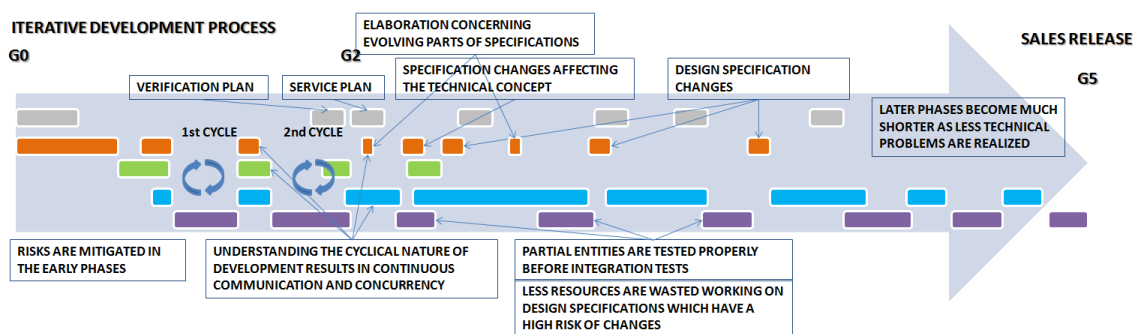 ITERATIVE DEVELOPMENT PROCESS
G0
G2
ELABORATION CONCERNING
EVOLVING PARTS OF SPECIFICATIONS
SALES RELEASE
G5
VERIFICATION PLAN
SERVICE PLAN
SPECIFICATION CHANGES AFFECTING
THE TECHNICAL CONCEPT
DESIGN SPECIFICATION
CHANGES
LATER PHASES BECOME MUCH
SHORTER AS LESS TECHNICAL
PROBLEMS ARE REALIZED
1st CYCLE
2nd CYCLE
RISKS ARE MITIGATED IN
THE EARLY PHASES
UNDERSTANDING THE CYCLICAL NATURE OF
DEVELOPMENT RESULTS IN CONTINUOUS
COMMUNICATION AND CONCURRENCY
PARTIAL ENTITIES ARE TESTED PROPERLY
BEFORE INTEGRATION TESTS
LESS RESOURCES ARE WASTED WORKING ON
DESIGN SPECIFICATIONS WHICH HAVE A
HIGH RISK OF CHANGES